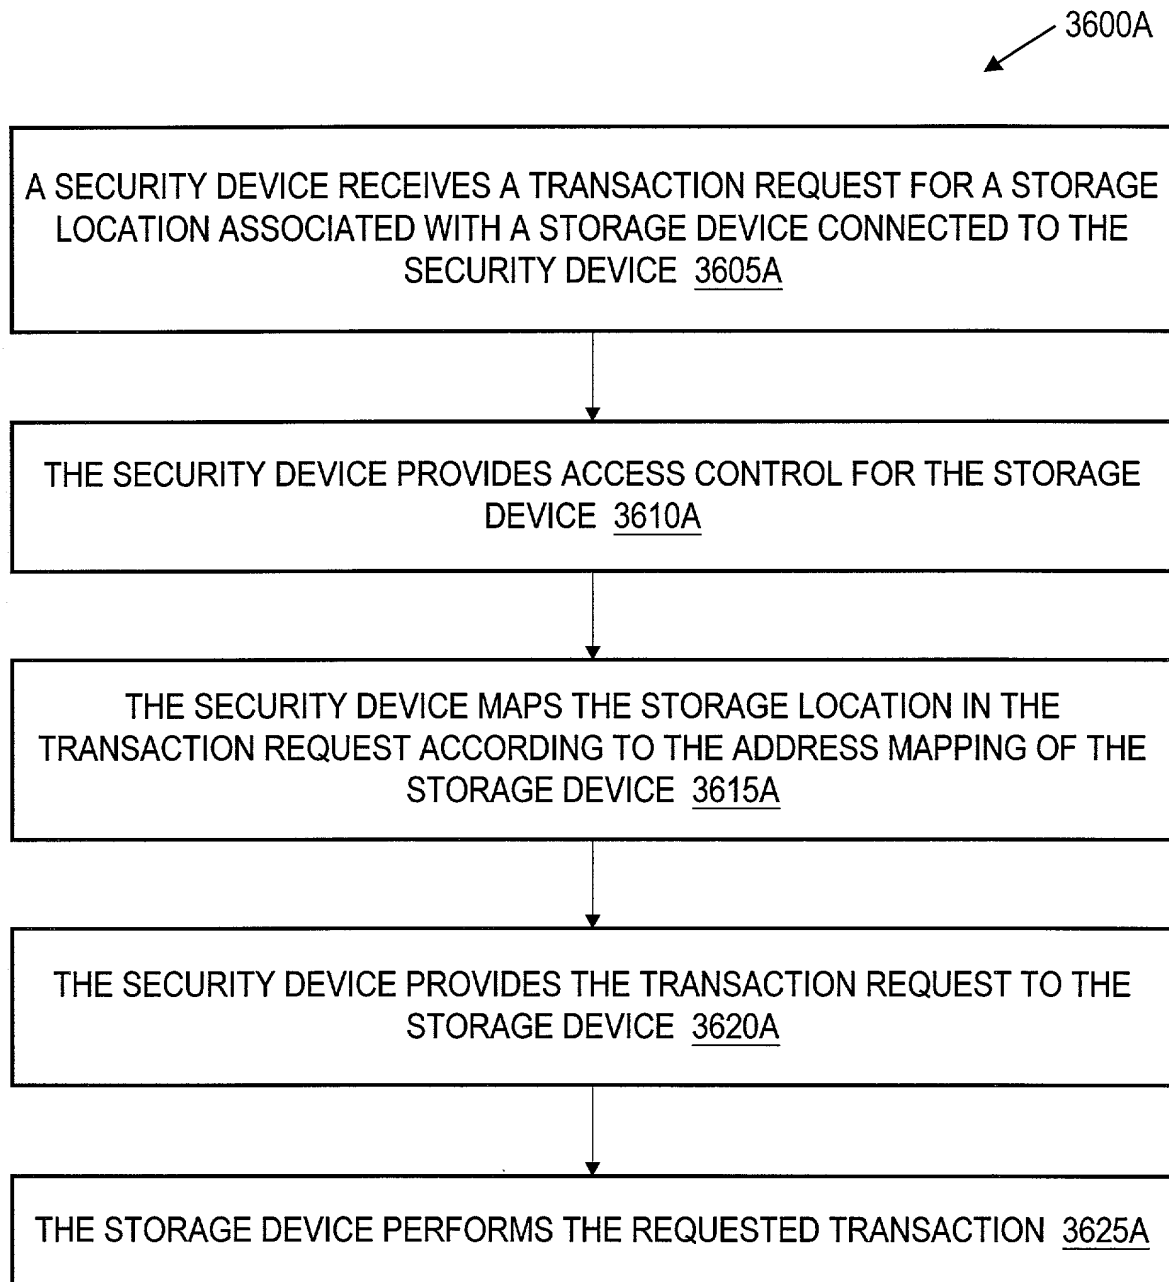 3600A
A SECURITY DEVICE RECEIVES A TRANSACTION REQUEST FOR A STORAGE
LOCATION ASSOCIATED WITH A STORAGE DEVICE CONNECTED TO THE
SECURITY DEVICE 3605A
THE SECURITY DEVICE PROVIDES ACCESS CONTROL FOR THE STORAGE
DEVICE 3610A
THE SECURITY DEVICE MAPS THE STORAGE LOCATION IN THE
TRANSACTION REQUEST ACCORDING TO THE ADDRESS MAPPING OF THE
STORAGE DEVICE 3615A
THE SECURITY DEVICE PROVIDES THE TRANSACTION REQUEST TO THE
STORAGE DEVICE 3620A
THE STORAGE DEVICE PERFORMS THE REQUESTED TRANSACTION 3625A